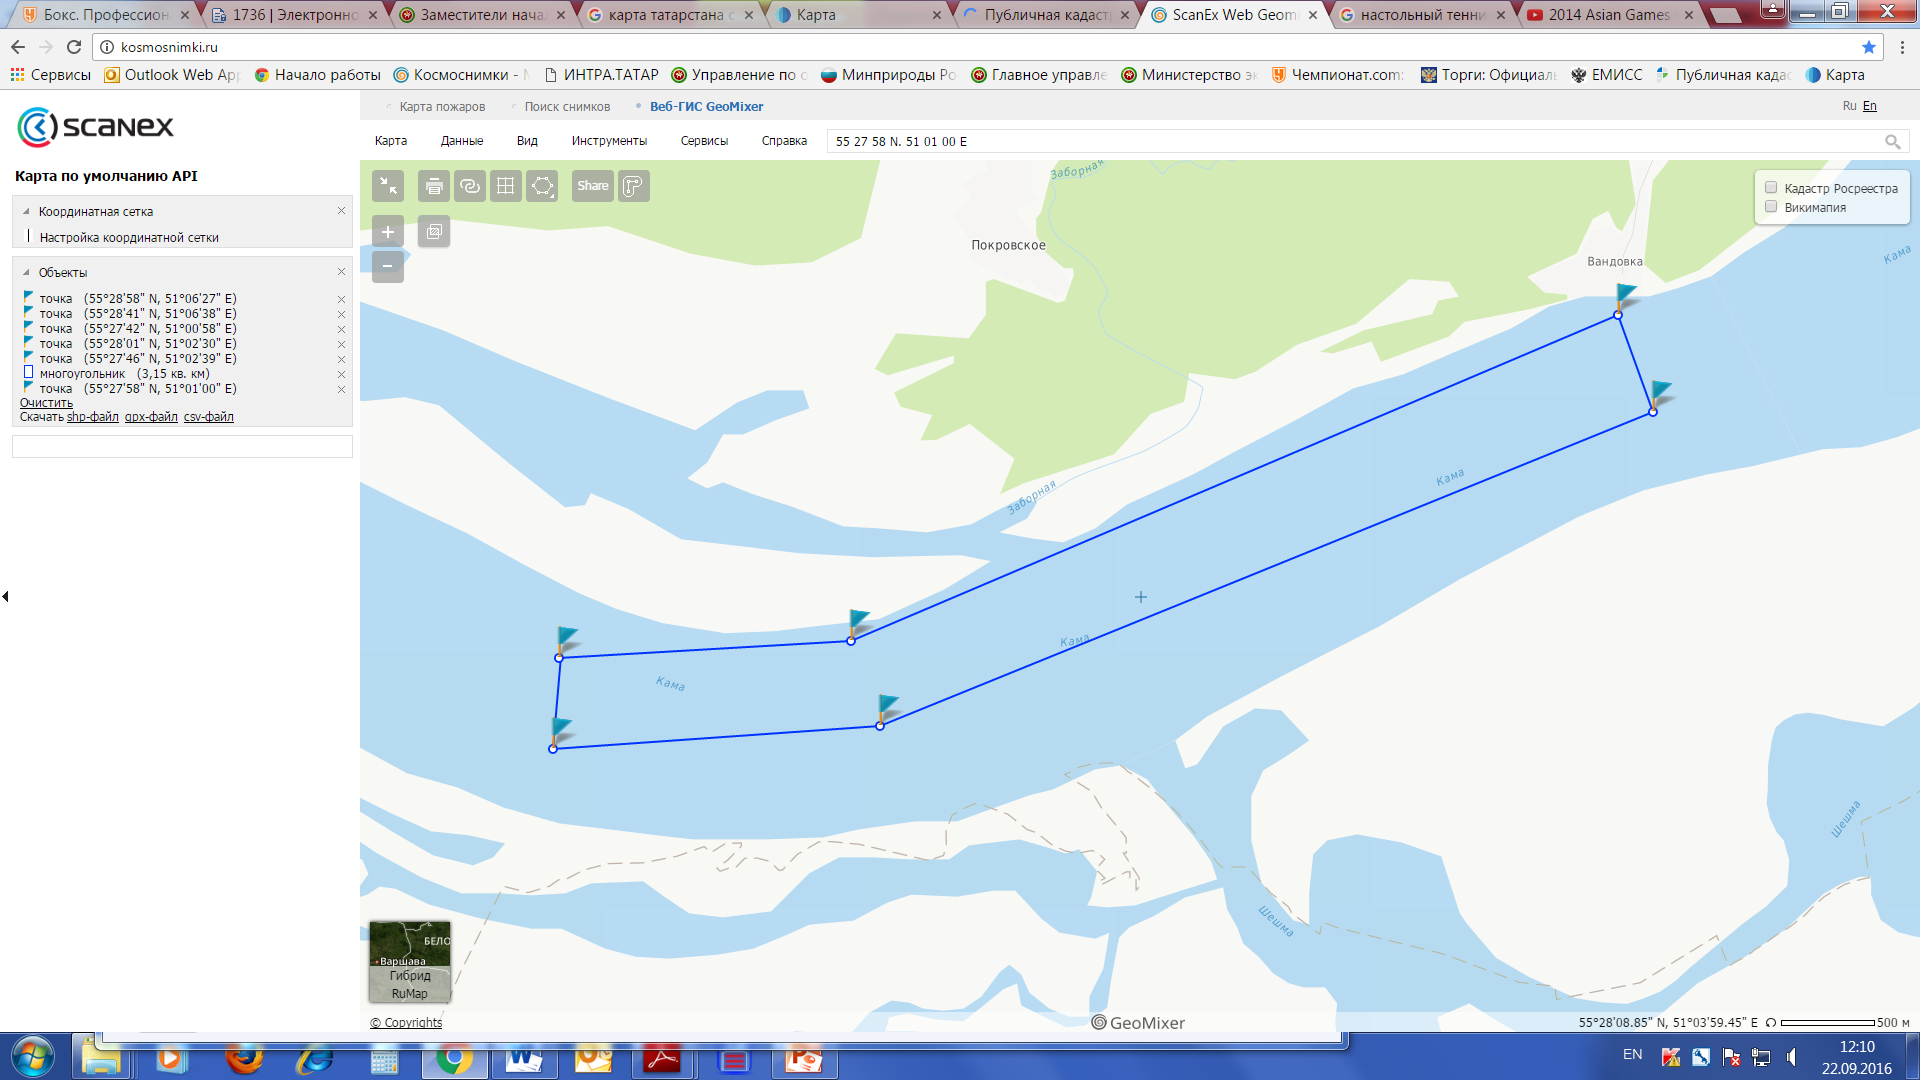 Бокс. Профессион
1736 | Электронно
Заместители нача
карта татарстана с
Карта
Публичная кадаст
ScanEx Web Geom
настольный тенни
2014 Asian Games
kosmosnimki.ru
Сервисы
Outlook Web App
Начало работы
Космоснимки - М
ИНТРА.ТАТАР
Управление по о
Минприроды Ро
Главное управле
Министерство эк
Чемпионат.com:
Торги: Официаль
ЕМИСС
Публичная кадас
Карта
scanex
Карта пожаров
Поиск снимков
Веб-ГИС GeoMixer
Ru En
Карта
Данные
Вид
Инструменты
Сервисы
Справка
55 27 58 N. 51 01 00 E
Карта по умолчанию API
Координатная сетка
Настройка координатной сетки
Объекты
точка (55°28'58" N, 51°06'27" E)
точка (55°28'41" N, 51°06'38" E)
точка (55°27'42" N, 51°00'58" E)
точка (55°28'01" N, 51°02'30" E)
точка (55°27'46" N, 51°02'39" E)
многоугольник (3,15 кв. км)
точка (55°27'58" N, 51°01'00" E)
Очистить
Скачать shp-файл gpx-файл csv-файл
Share
Кадастр Росреестра
Викимапия
Заборная
Покровское
Вандовка
Кама
Кама
Заборная
Кама
Кама
Шешма
Шешма
БЕЛО
Варшава
Гибрид
RuMap
© Copyrights
GeoMixer
55°28'08.85" N, 51°03'59.45" E
500 м
EN
12:10
22.09.2016